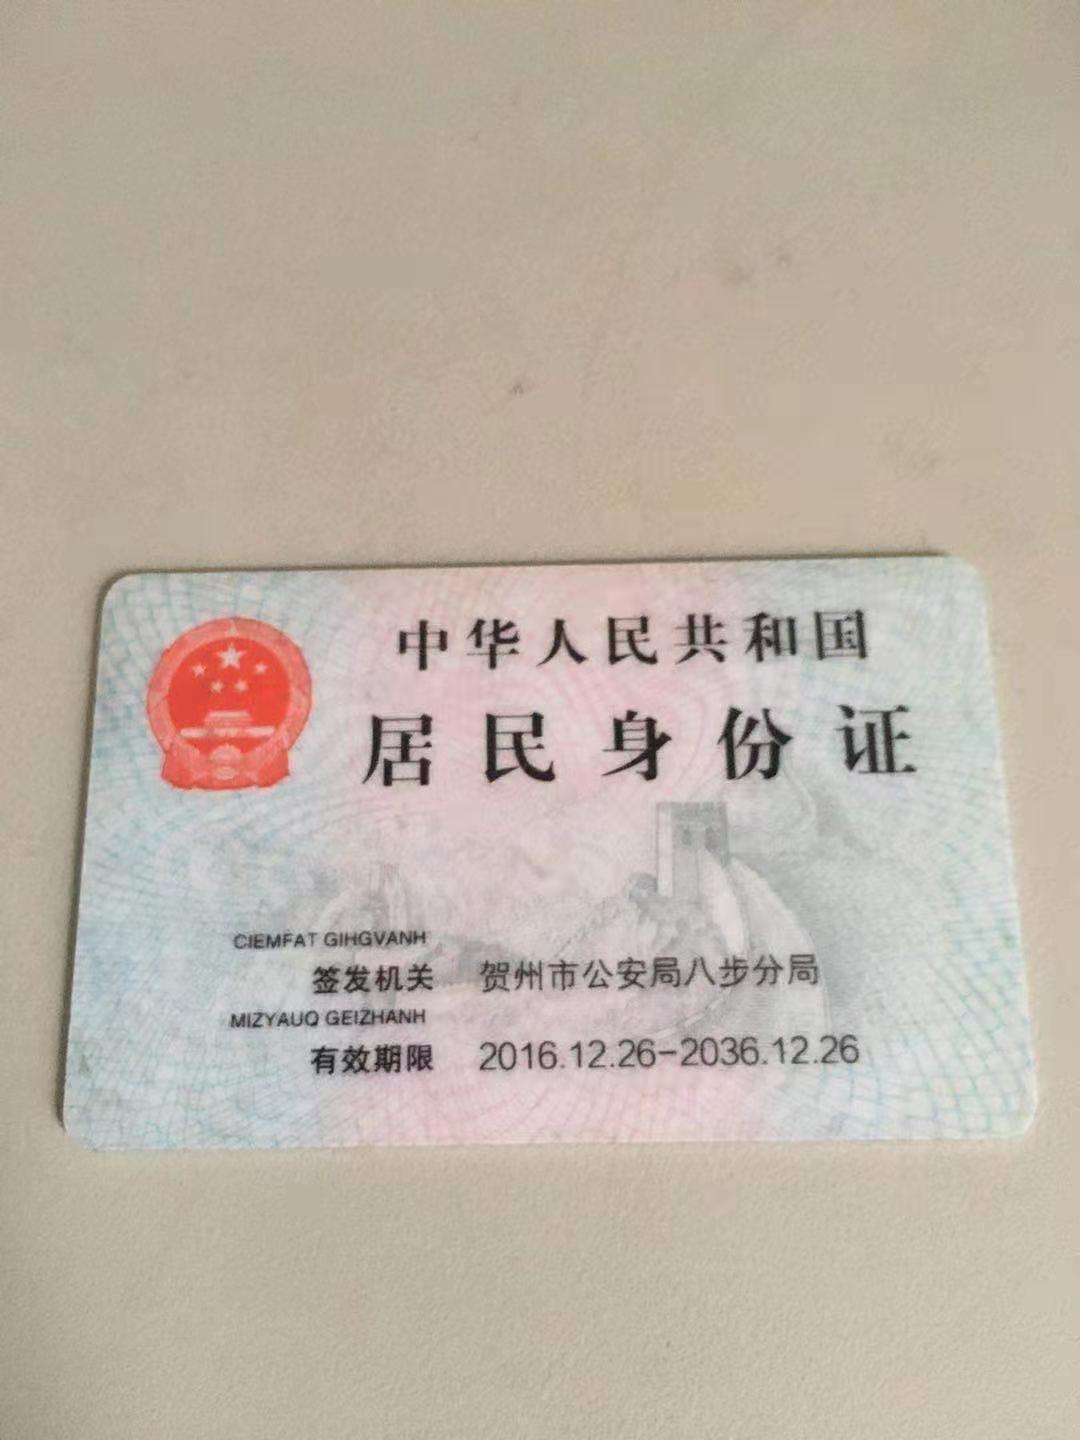 中华人民共和国
居民身份证
CIEMFAT GIHGVANH
签发机关 贺州市公安局八步分局
MIZYAUQ GEIZHANH
有效期限 2016.12.26-2036.12.26